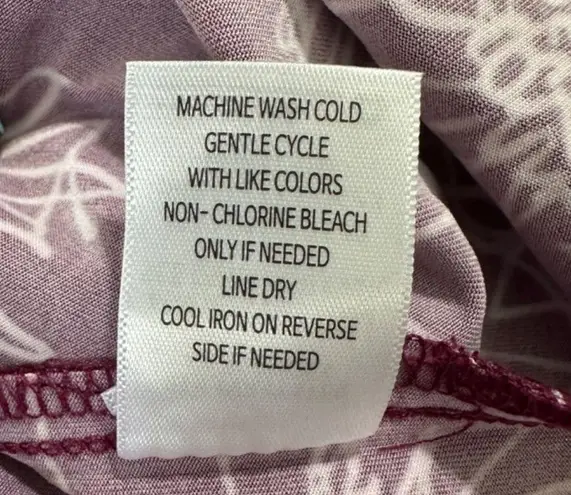 MACHINE WASH COLD
GENTLE CYCLE
WITH LIKE COLORS
NON- CHLORINE BLEACH
ONLY IF NEEDED
LINE DRY
COOL IRON ON REVERSE
SIDE IF NEEDED